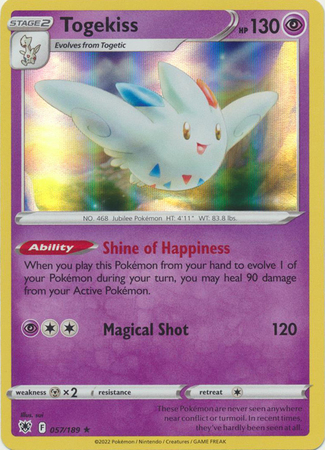 STAGE 2 Togekiss HP 130
Evolves from Togetic
NO. 468 Jubilee Pokémon HT: 4'11" WT: 83.8 lbs.
Ability Shine of Happiness
When you play this Pokémon from your hand to evolve 1 of
your Pokémon during your turn, you may heal 90 damage
from your Active Pokémon.
Magical Shot 120
weakness ×2 resistance retreat
Illus. aoi
F 057/189 ★
These Pokémon are never seen anywhere
near conflict or turmoil. In recent times,
they've hardly been seen at all.
©2022 Pokémon / Nintendo / Creatures / GAME FREAK